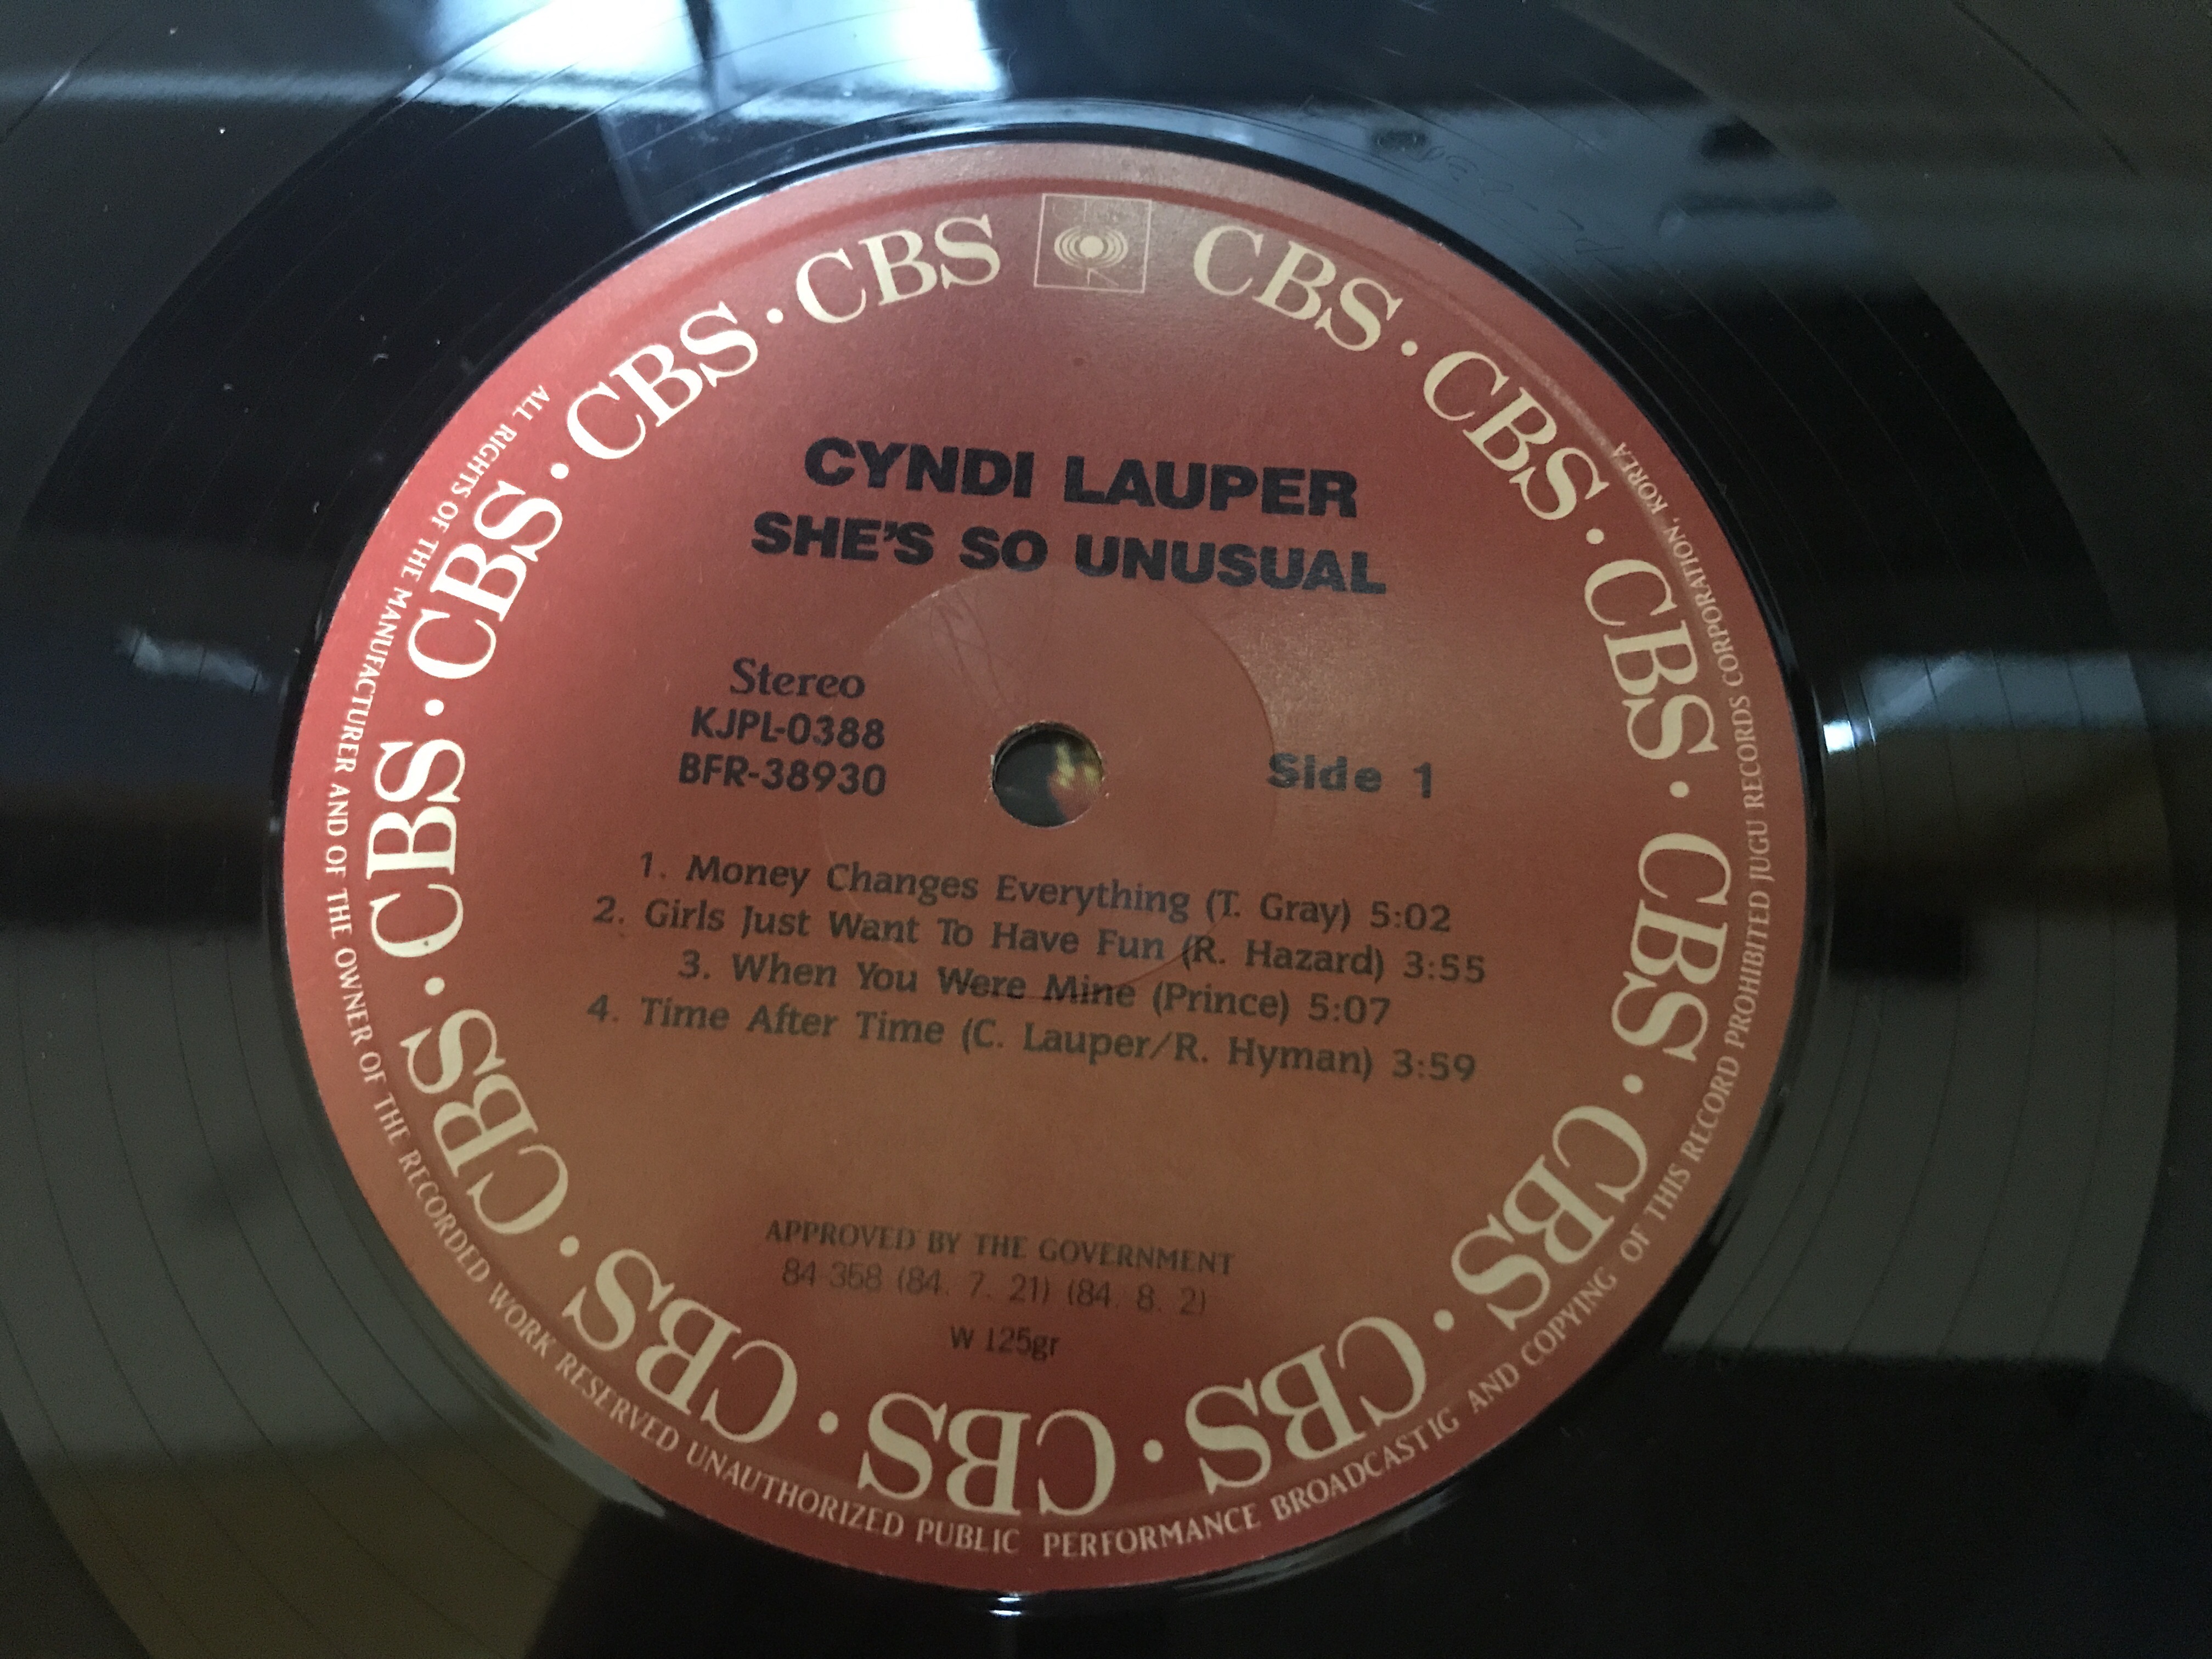 CBS · CBS · CBS · CBS · CBS · CBS · CBS · CBS · CBS · CBS · CBS · CBS · CBS
CYNDI LAUPER
SHE'S SO UNUSUAL
Stereo
KJPL-0388
BFR-38930
Side 1
1. Money Changes Everything (T. Gray) 5:02
2. Girls Just Want To Have Fun (R. Hazard) 3:55
3. When You Were Mine (Prince) 5:07
4. Time After Time (C. Lauper/R. Hyman) 3:59
APPROVED BY THE GOVERNMENT
84-358 (84. 7. 21) (84. 8. 2)
W 125gr
ALL RIGHTS OF THE MANUFACTURER AND OF THE OWNER OF THE RECORDED WORK RESERVED UNAUTHORIZED PUBLIC PERFORMANCE BROADCASTIG AND COPYING OF THIS RECORD PROHIBITED JUGU RECORDS CORPORATION, KOREA